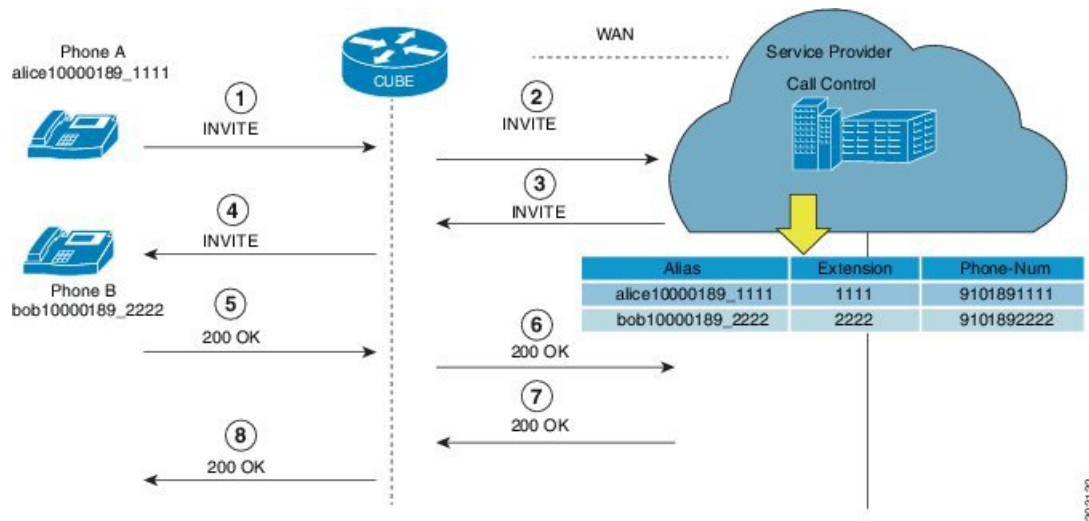 Phone A
alice10000189_1111
CUBE
WAN
Service Provider
Call Control
1
INVITE
2
INVITE
3
INVITE
4
INVITE
Phone B
bob10000189_2222
Alias Extension Phone-Num
alice10000189_1111 1111 9101891111
bob10000189_2222 2222 9101892222
5
200 OK
6
200 OK
7
200 OK
8
200 OK